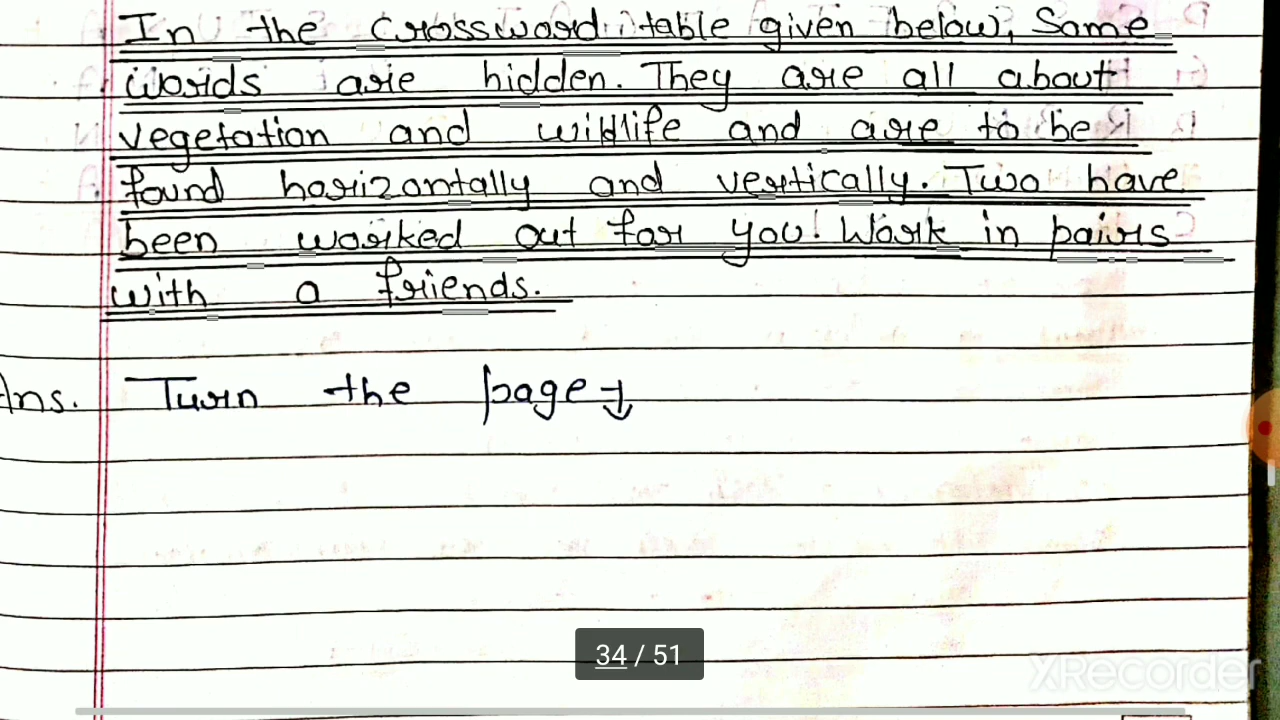 In the crossword table given below, Some
words are hidden. They are all about
vegetation and wildlife and are to be
found horizontally and vertically. Two have
been worked out for you. Work in pairs
with a friends.
Ans. Turn the page
34 / 51
XRecorder